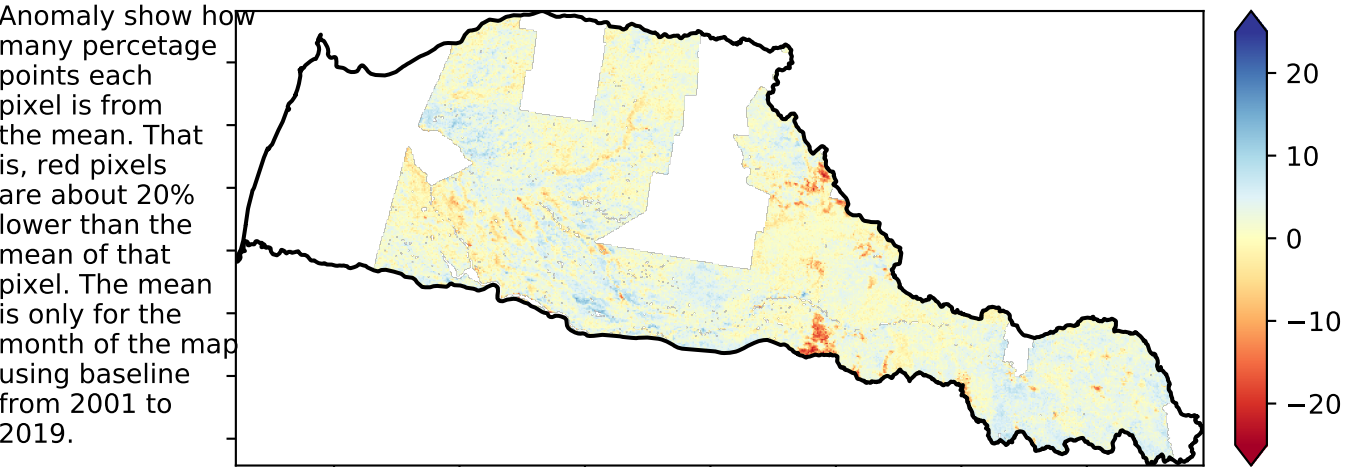 Anomaly show how
many percetage
points each
pixel is from
the mean. That
is, red pixels
are about 20%
lower than the
mean of that
pixel. The mean
is only for the
month of the map
using baseline
from 2001 to
2019.
20
10
0
−10
−20